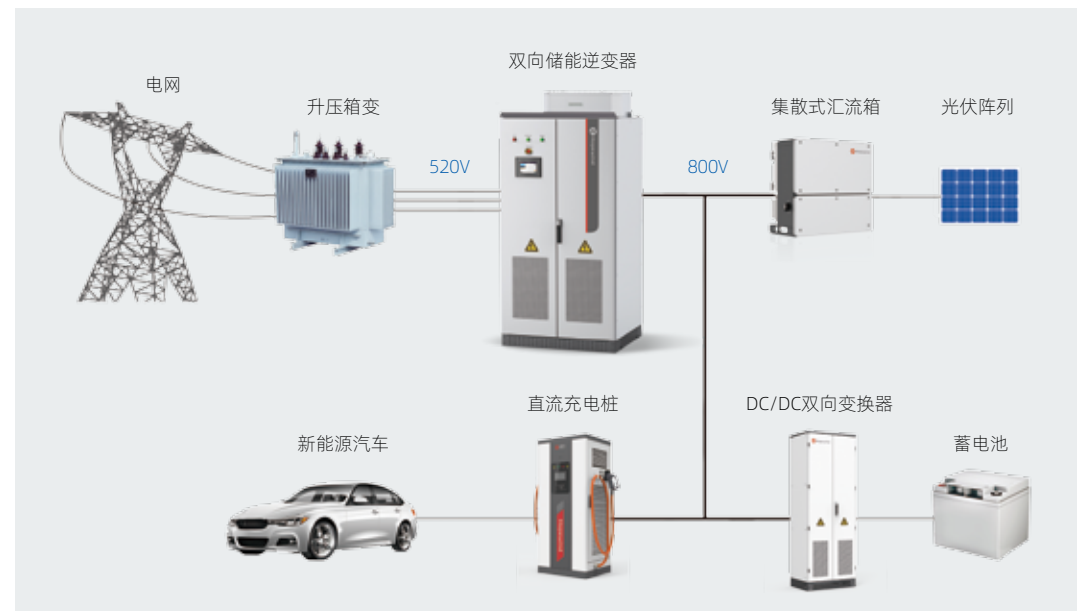 双向储能逆变器
电网
升压箱变
集散式汇流箱
光伏阵列
520V
800V
直流充电桩
DC/DC双向变换器
新能源汽车
蓄电池